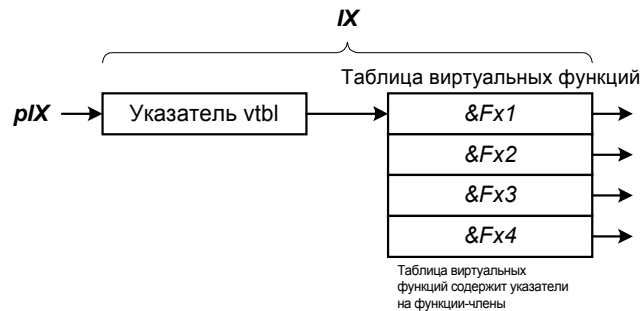 IX
Таблица виртуальных функций
pIX
Указатель vtbl
&Fx1
&Fx2
&Fx3
&Fx4
Таблица виртуальных
функций содержит указатели
на функции-члены